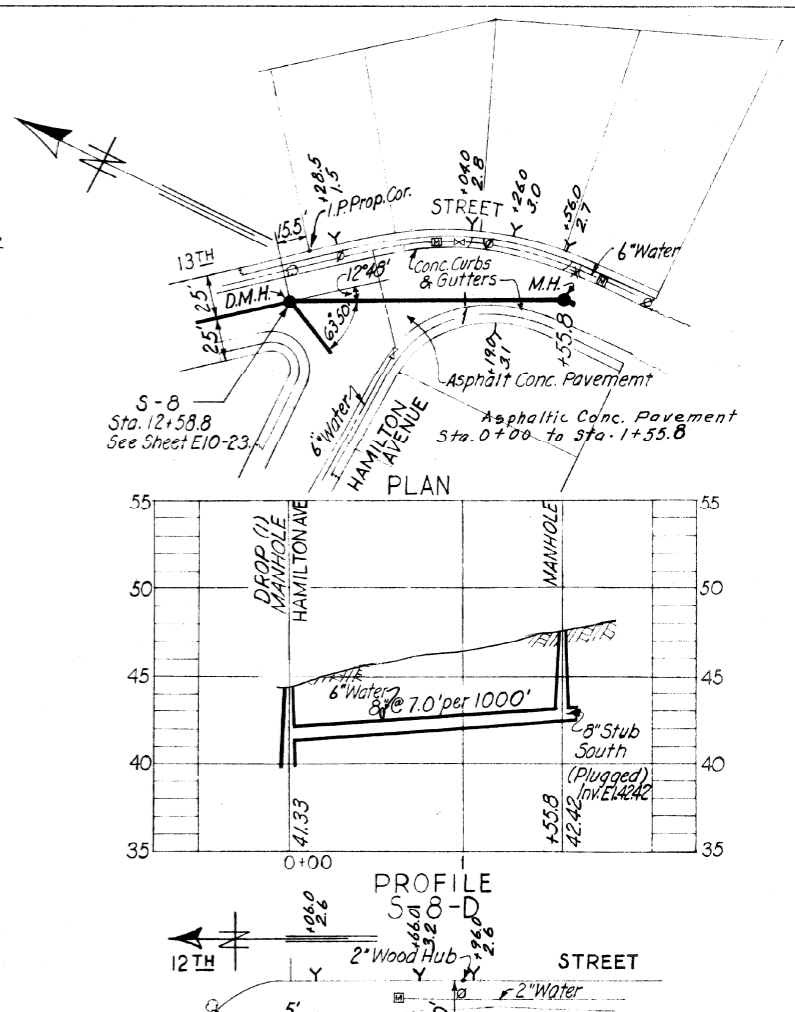 +28.5
1.5
I.P. Prop. Cor.
15.5'
+04.0
2.8
+26.0
3.0
+56.0
2.7
STREET
13TH
6" Water
12°48'
Conc. Curbs
& Gutters
D.M.H.
M.H.
25'
25'
63°50'
+19.0
3.1
+55.8
Asphalt Conc. Pavememt
S-8
Sta. 12+58.8
See Sheet E10-23
6" Water
HAMILTON
AVENUE
Asphaltic Conc. Pavement
Sta. 0+00 to Sta. 1+55.8
PLAN
55
55
DROP (1)
MANHOLE
HAMILTON AVE
MANHOLE
50
50
45
45
6" Water
8" @ 7.0' per 1000'
8" Stub
South
(Plugged)
Inv. El. 42.42
40
40
41.33
+55.8
42.42
35
35
0+00
1
PROFILE
S-8-D
+06.0
2.6
+66.0
3.2
+96.0
2.6
2" Wood Hub
12TH
STREET
2" Water
5'